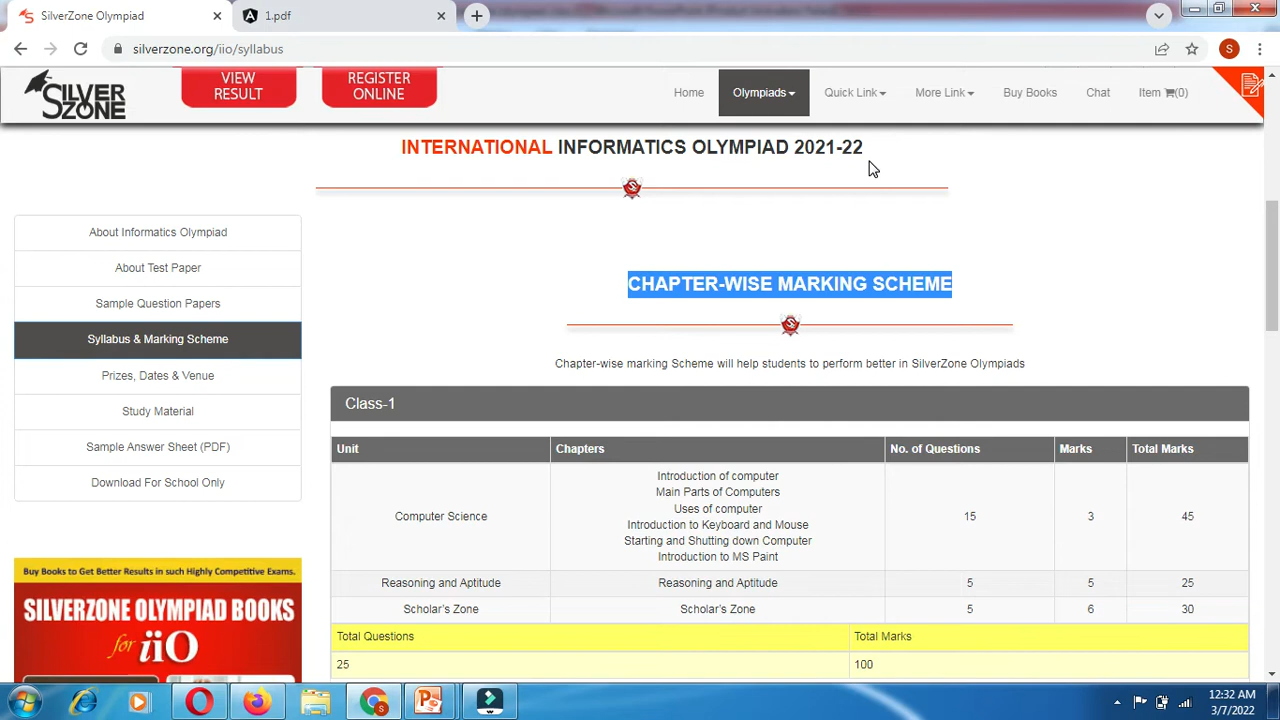 SilverZone Olympiad
1.pdf
silverzone.org/iio/syllabus
S
SILVER
ZONE
VIEW
RESULT
REGISTER
ONLINE
Home
Olympiads
Quick Link
More Link
Buy Books
Chat
Item (0)
INTERNATIONAL INFORMATICS OLYMPIAD 2021-22
About Informatics Olympiad
About Test Paper
Sample Question Papers
Syllabus & Marking Scheme
Prizes, Dates & Venue
Study Material
Sample Answer Sheet (PDF)
Download For School Only
Buy Books to Get Better Results in such Highly Competitive Exams.
SILVERZONE OLYMPIAD BOOKS
for iiO
CHAPTER-WISE MARKING SCHEME
Chapter-wise marking Scheme will help students to perform better in SilverZone Olympiads
Class-1
Unit Chapters No. of Questions Marks Total Marks
Introduction of computer
Main Parts of Computers
Uses of computer
Computer Science Introduction to Keyboard and Mouse 15 3 45
Starting and Shutting down Computer
Introduction to MS Paint
Reasoning and Aptitude Reasoning and Aptitude 5 5 25
Scholar's Zone Scholar's Zone 5 6 30
Total Questions Total Marks
25 100
12:32 AM
3/7/2022